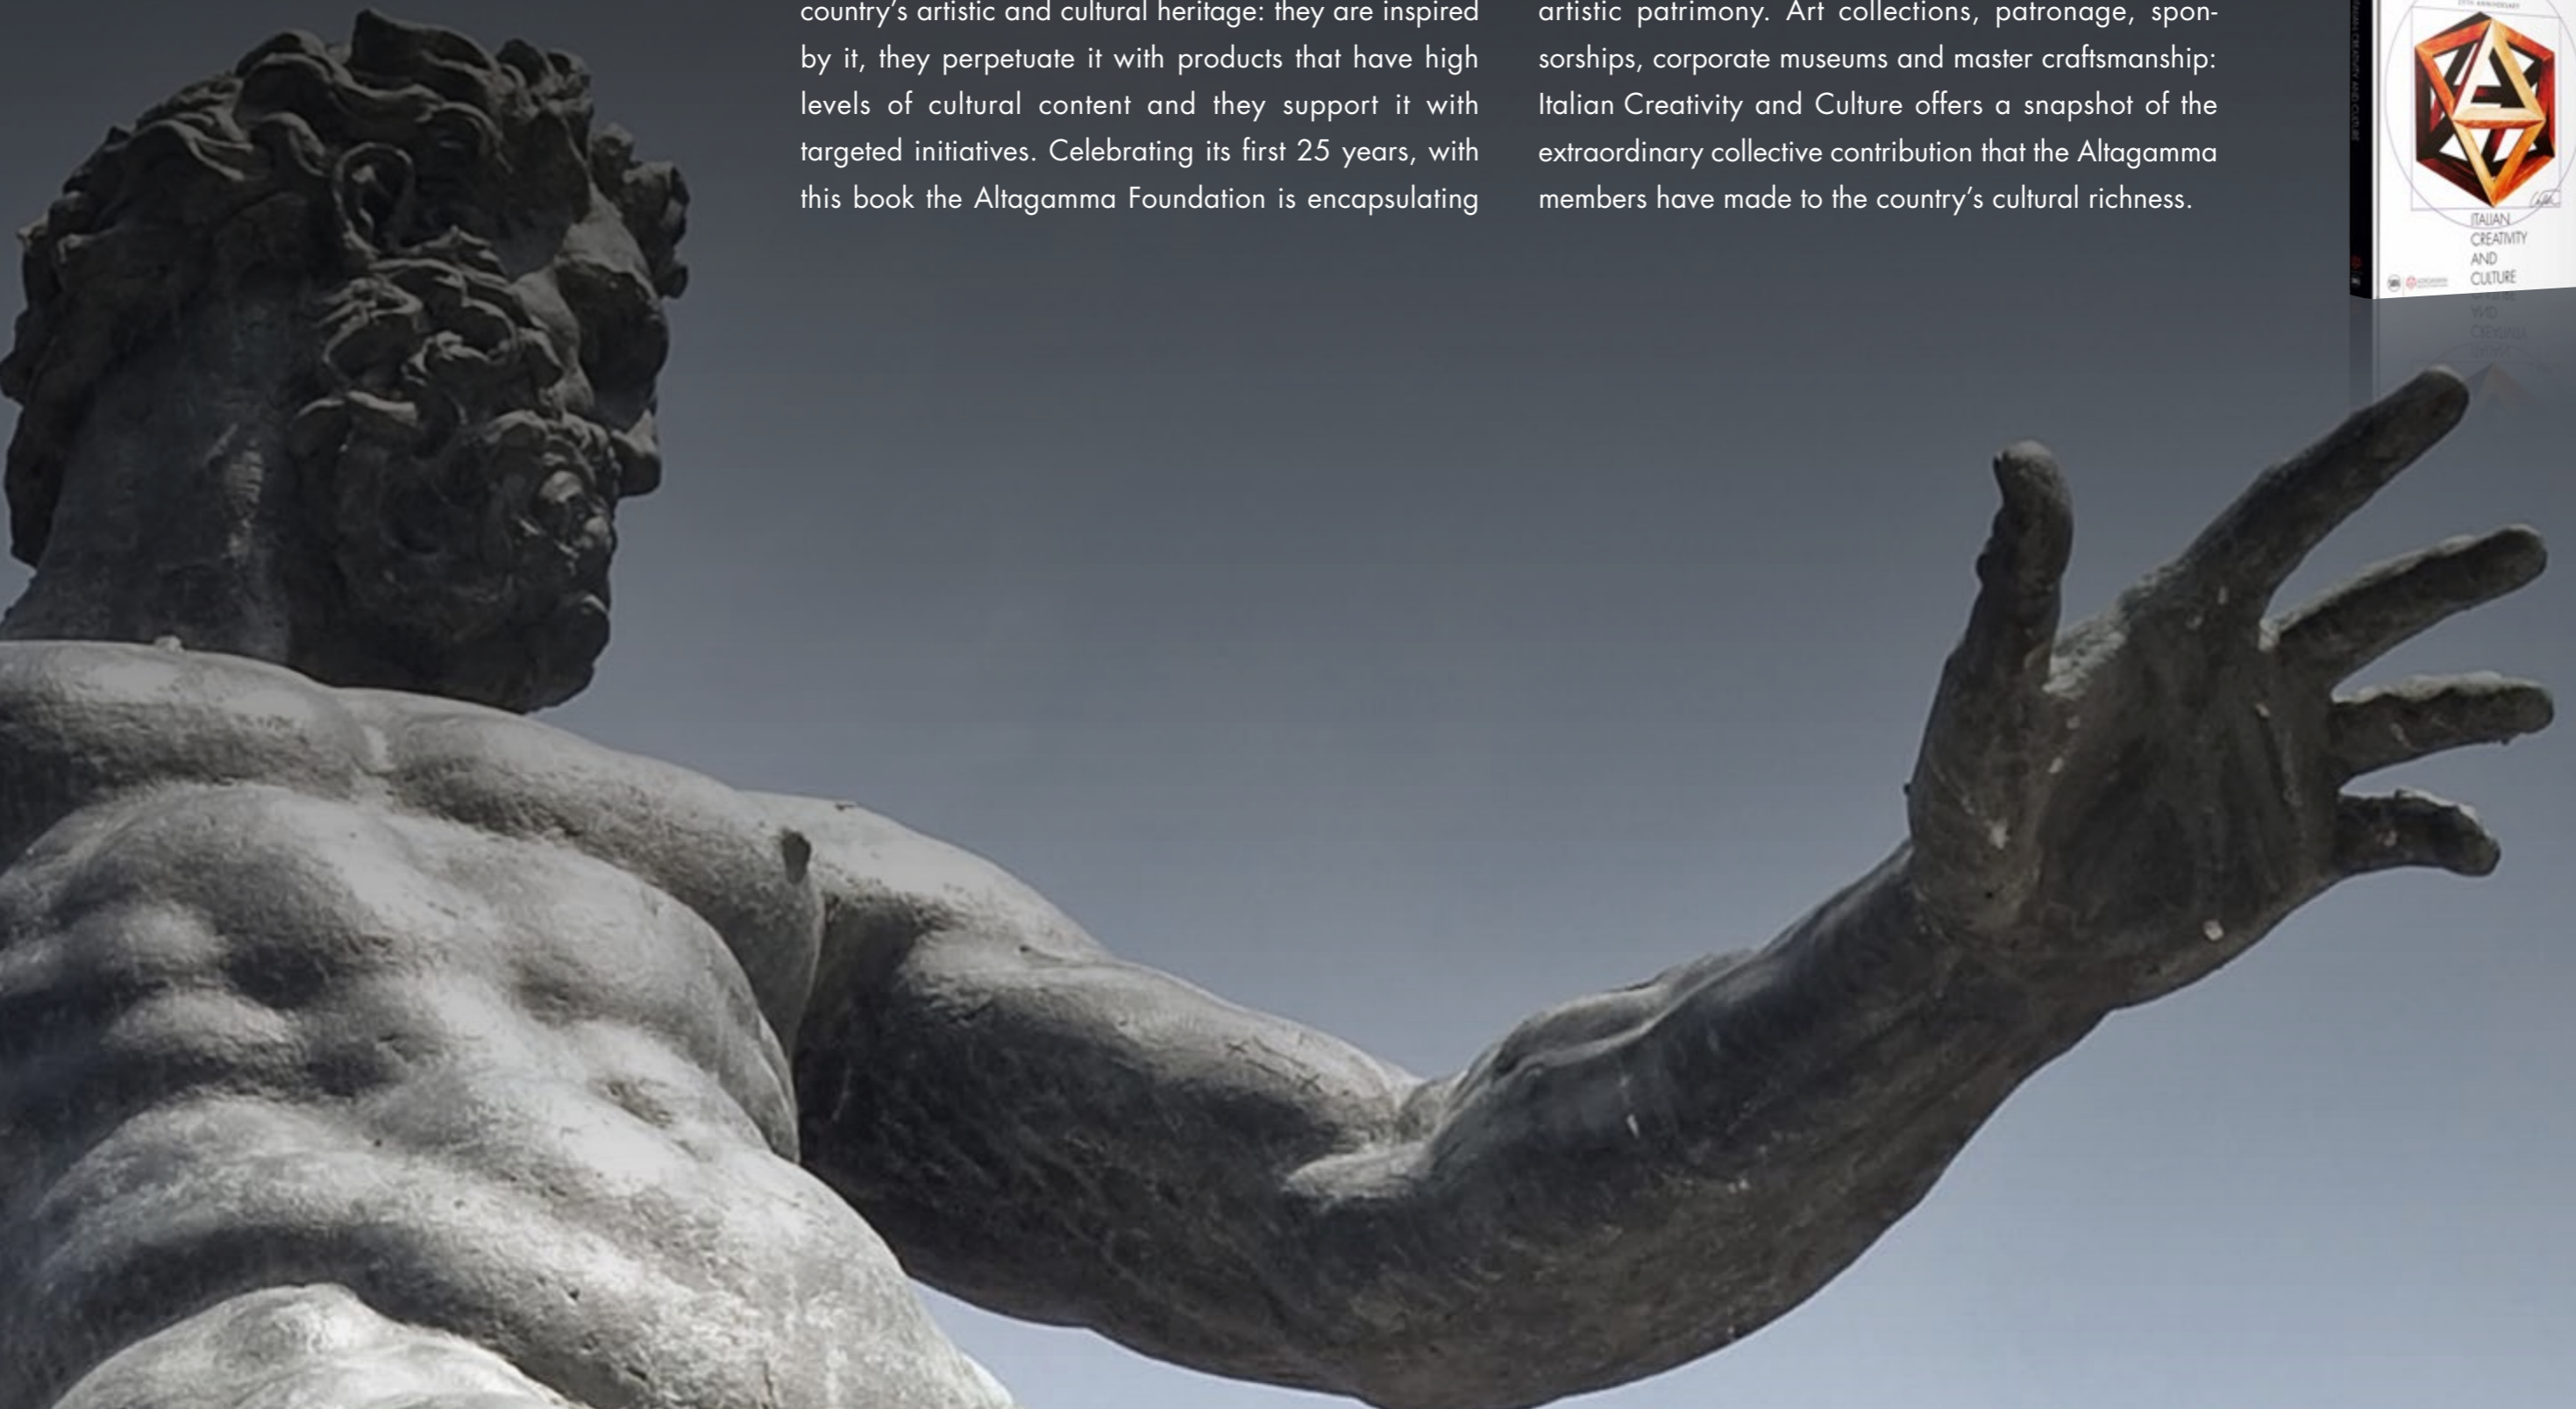 country's artistic and cultural heritage: they are inspired
by it, they perpetuate it with products that have high
levels of cultural content and they support it with
targeted initiatives. Celebrating its first 25 years, with
this book the Altagamma Foundation is encapsulating
artistic patrimony. Art collections, patronage, spon-
sorships, corporate museums and master craftsmanship:
Italian Creativity and Culture offers a snapshot of the
extraordinary collective contribution that the Altagamma
members have made to the country's cultural richness.
ITALIAN
CREATIVITY
AND
CULTURE